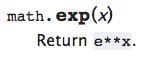 math.exp(x)
Return e**x.